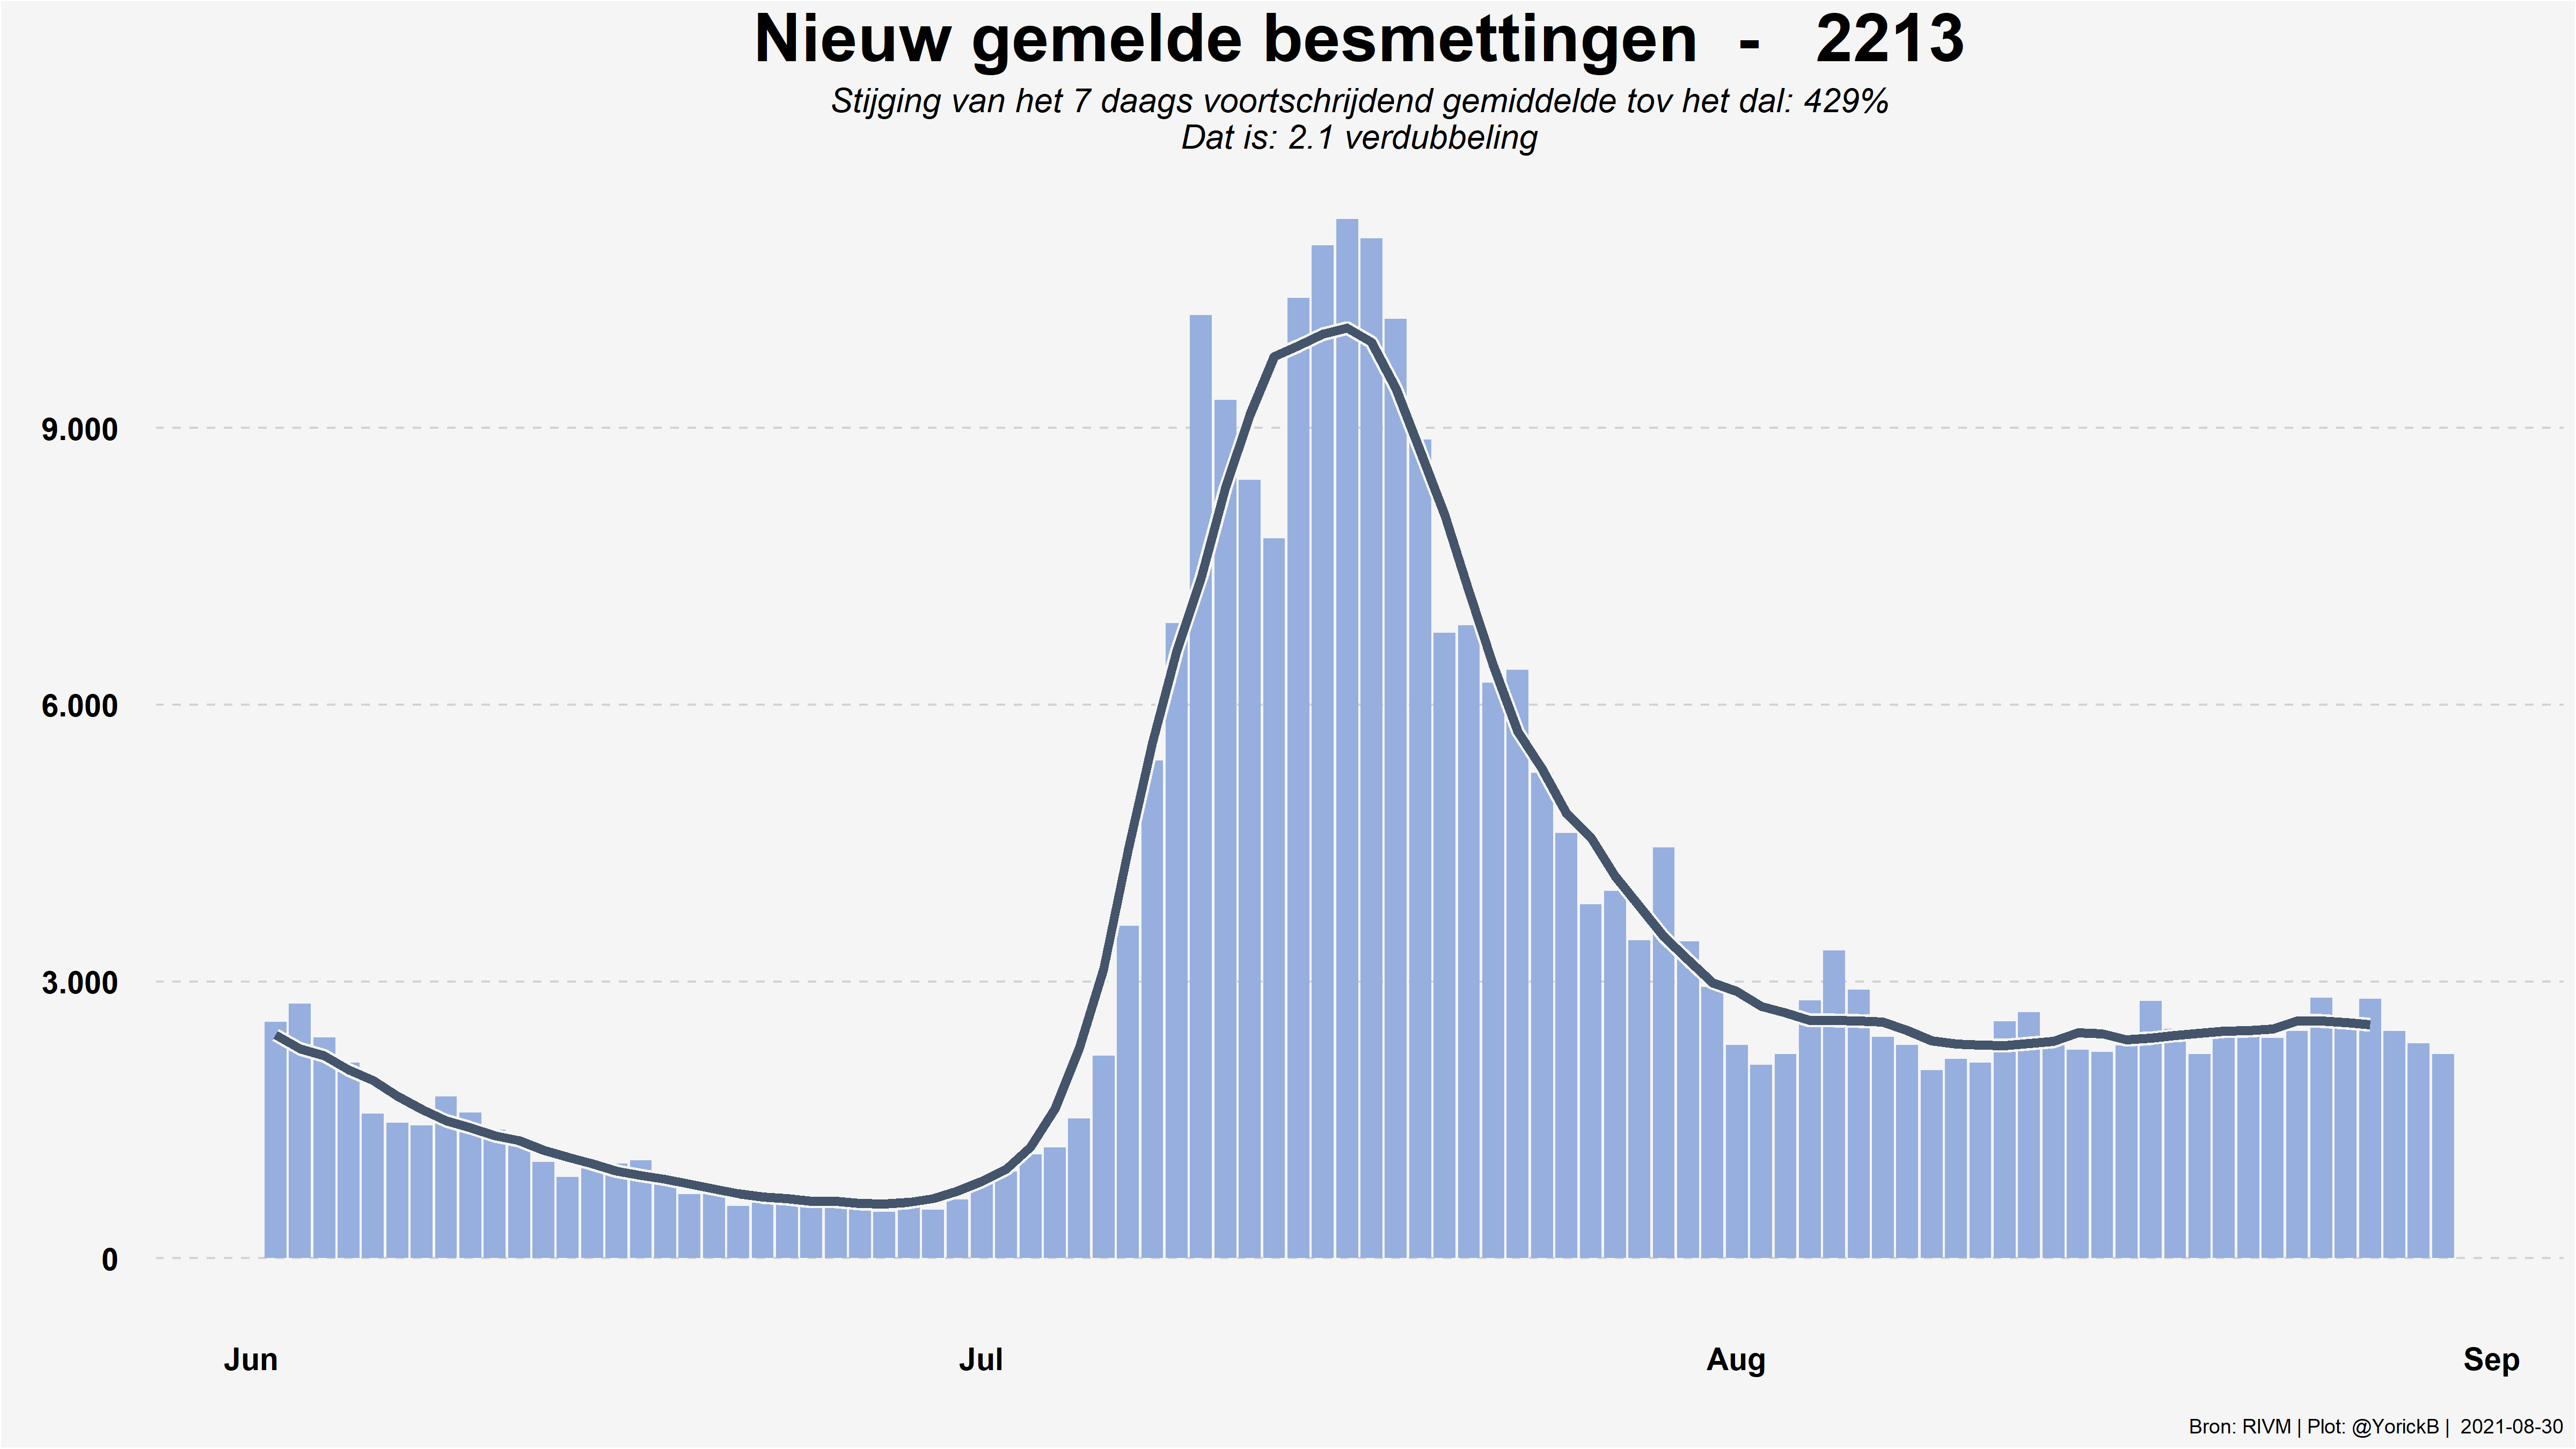 Nieuw gemelde besmettingen  -   2213
Stijging van het 7 daags voortschrijdend gemiddelde tov het dal: 429%
Dat is: 2.1 verdubbeling
9.000
6.000
3.000
0
Jun Jul Aug Sep
Bron: RIVM | Plot: @YorickB |  2021-08-30